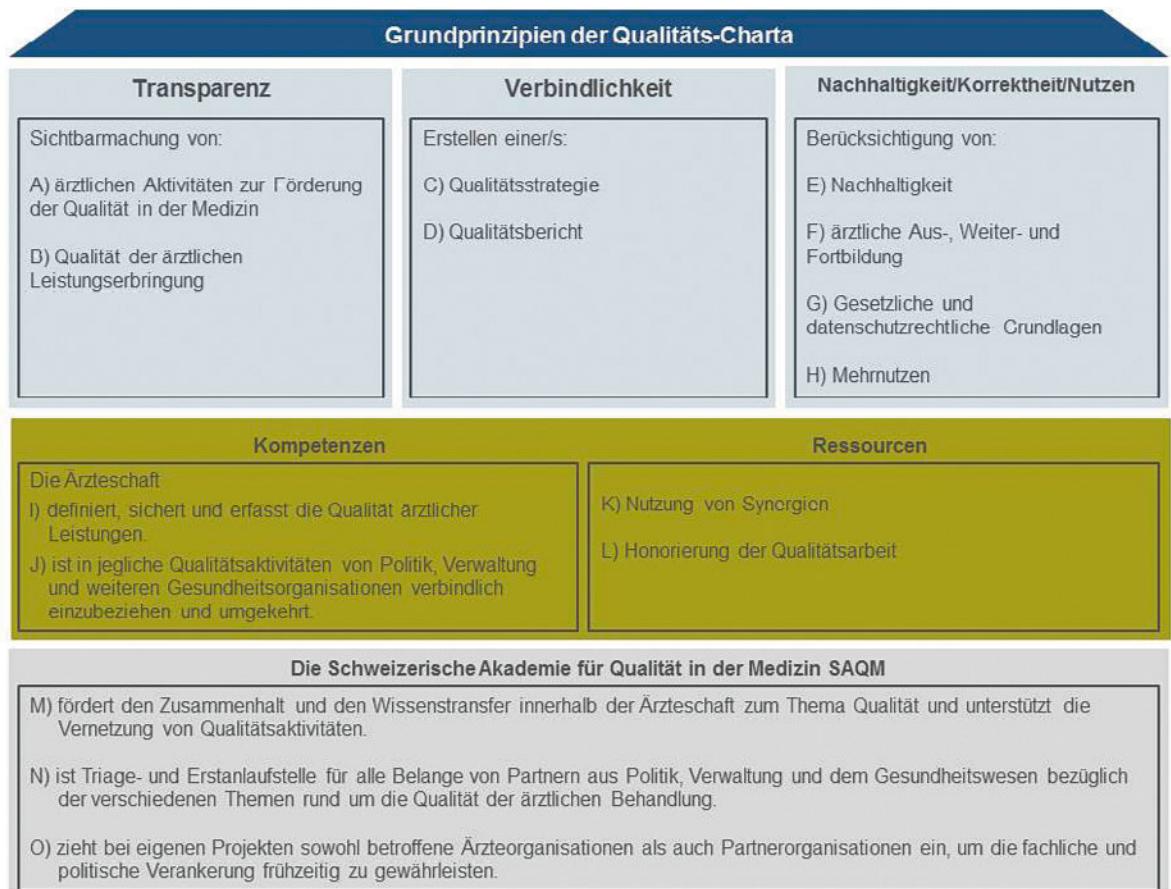 Grundprinzipien der Qualitäts-Charta
Transparenz
Sichtbarmachung von:
A) ärztlichen Aktivitäten zur Förderung
der Qualität in der Medizin
B) Qualität der ärztlichen
Leistungserbringung
Verbindlichkeit
Erstellen einer/s:
C) Qualitätsstrategie
D) Qualitätsbericht
Nachhaltigkeit/Korrektheit/Nutzen
Berücksichtigung von:
E) Nachhaltigkeit
F) ärztliche Aus-, Weiter- und
Fortbildung
G) Gesetzliche und
datenschutzrechtliche Grundlagen
H) Mehrnutzen
Kompetenzen
Die Ärzteschaft
I) definiert, sichert und erfasst die Qualität ärztlicher
Leistungen.
J) ist in jegliche Qualitätsaktivitäten von Politik, Verwaltung
und weiteren Gesundheitsorganisationen verbindlich
einzubeziehen und umgekehrt.
Ressourcen
K) Nutzung von Synergien
L) Honorierung der Qualitätsarbeit
Die Schweizerische Akademie für Qualität in der Medizin SAQM
M) fördert den Zusammenhalt und den Wissenstransfer innerhalb der Ärzteschaft zum Thema Qualität und unterstützt die
Vernetzung von Qualitätsaktivitäten.
N) ist Triage- und Erstanlaufstelle für alle Belange von Partnern aus Politik, Verwaltung und dem Gesundheitswesen bezüglich
der verschiedenen Themen rund um die Qualität der ärztlichen Behandlung.
O) zieht bei eigenen Projekten sowohl betroffene Ärzteorganisationen als auch Partnerorganisationen ein, um die fachliche und
politische Verankerung frühzeitig zu gewährleisten.